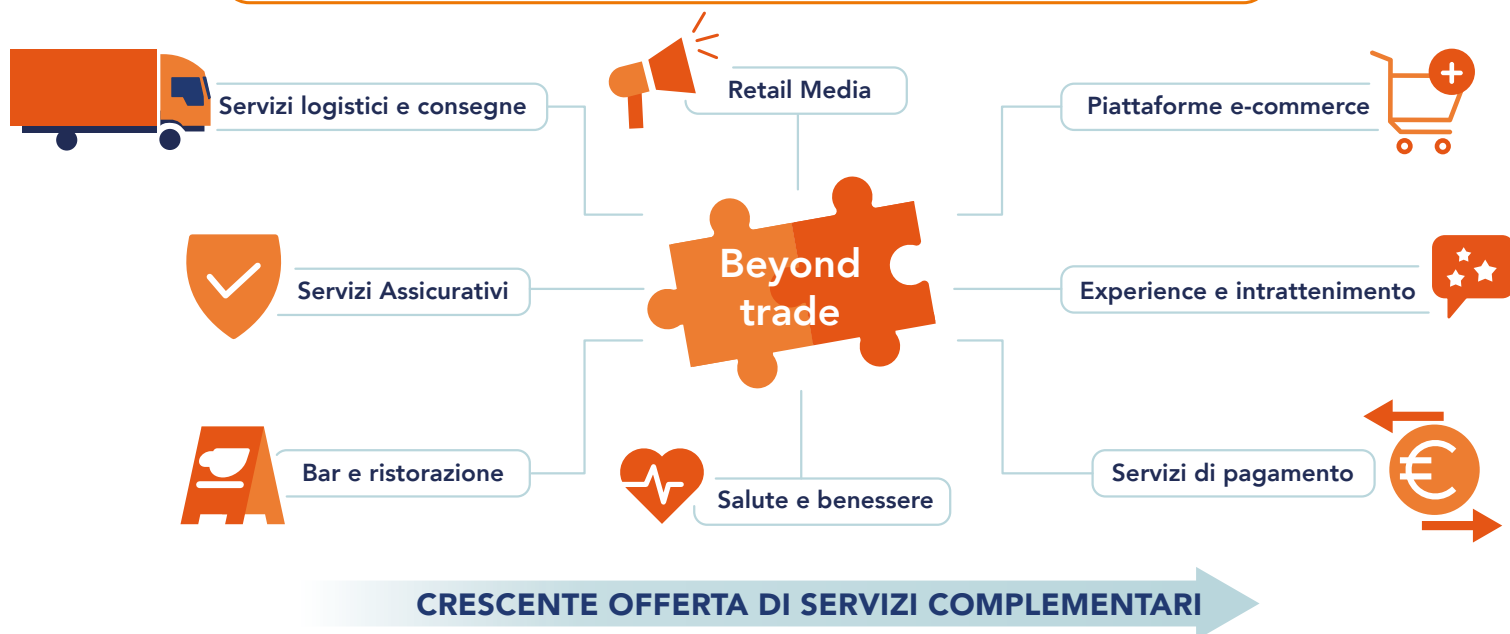 Servizi logistici e consegne
Retail Media
Piattaforme e-commerce
Beyond
trade
Servizi Assicurativi
Experience e intrattenimento
Bar e ristorazione
Salute e benessere
Servizi di pagamento
CRESCENTE OFFERTA DI SERVIZI COMPLEMENTARI